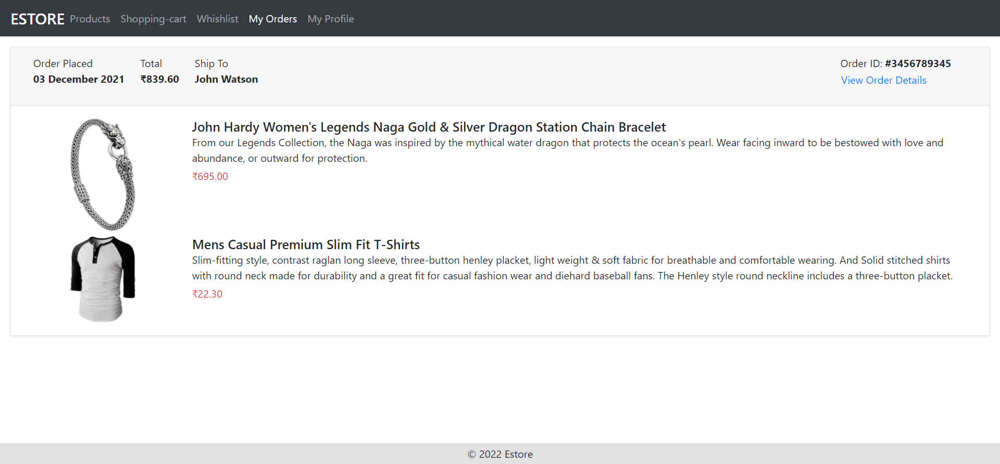 ESTORE Products Shopping-cart Whishlist My Orders My Profile
Order Placed Total Ship To Order ID: #3456789345
03 December 2021 ₹839.60 John Watson View Order Details
John Hardy Women's Legends Naga Gold & Silver Dragon Station Chain Bracelet
From our Legends Collection, the Naga was inspired by the mythical water dragon that protects the ocean's pearl. Wear facing inward to be bestowed with love and
abundance, or outward for protection.
₹695.00
Mens Casual Premium Slim Fit T-Shirts
Slim-fitting style, contrast raglan long sleeve, three-button henley placket, light weight & soft fabric for breathable and comfortable wearing. And Solid stitched shirts
with round neck made for durability and a great fit for casual fashion wear and diehard baseball fans. The Henley style round neckline includes a three-button placket.
₹22.30
© 2022 Estore